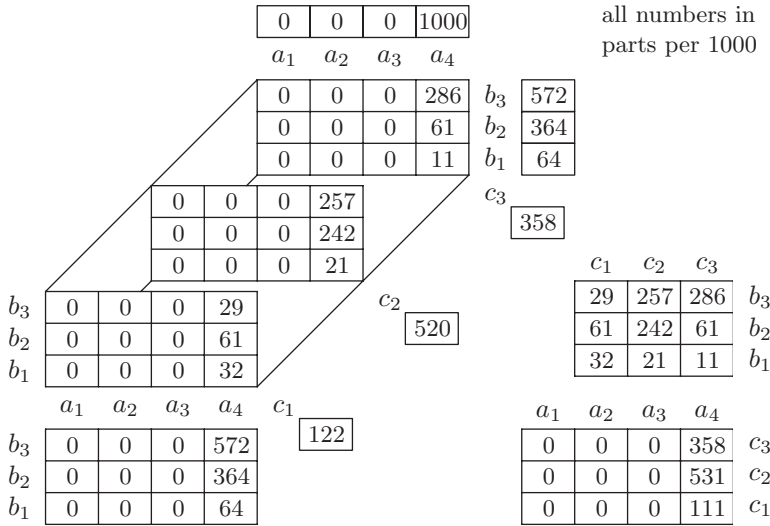 0 0 0 1000
all numbers in
parts per 1000
a1 a2 a3 a4
0 0 0 286 b3 572
0 0 0 61 b2 364
0 0 0 11 b1 64
c3
358
0 0 0 257
0 0 0 242
0 0 0 21
c2
520
b3 0 0 0 29
b2 0 0 0 61
b1 0 0 0 32
a1 a2 a3 a4 c1
122
c1 c2 c3
29 257 286 b3
61 242 61 b2
32 21 11 b1
b3 0 0 0 572
b2 0 0 0 364
b1 0 0 0 64
a1 a2 a3 a4
0 0 0 358 c3
0 0 0 531 c2
0 0 0 111 c1